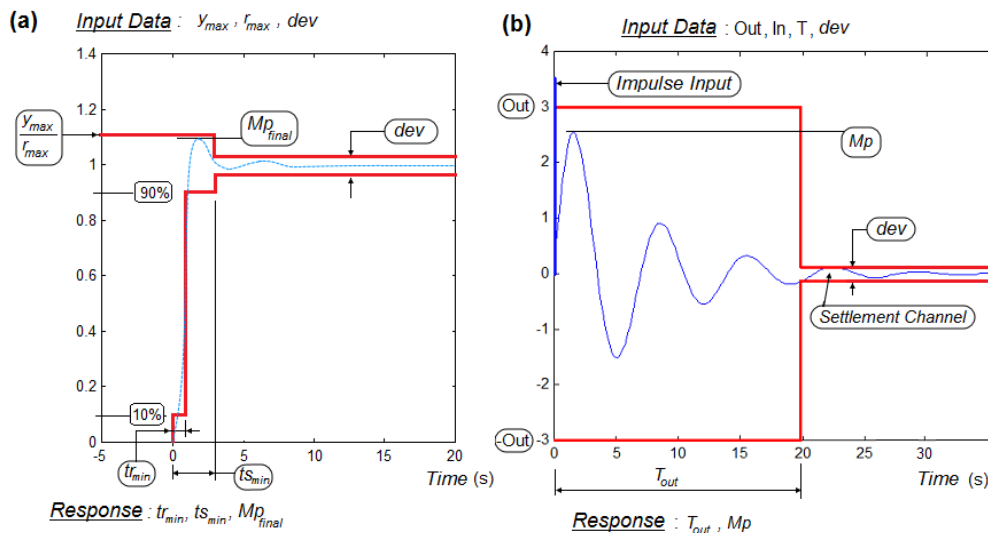 (a)
Input Data : y_max , r_max , dev
1.4
1.2
y_max
r_max
Mp_final
dev
1
90%
0.8
0.6
0.4
0.2
10%
0
-5 0 5 10 15 20
tr_min
ts_min
Time (s)
Response : tr_min, ts_min, Mp_final
(b)
Input Data : Out, In, T, dev
4
Impulse Input
Out
3
Mp
2
1
dev
0
Settlement Channel
-1
-2
-Out
-3
0 5 10 15 20 25 30
T_out
Time (s)
Response : T_out , Mp